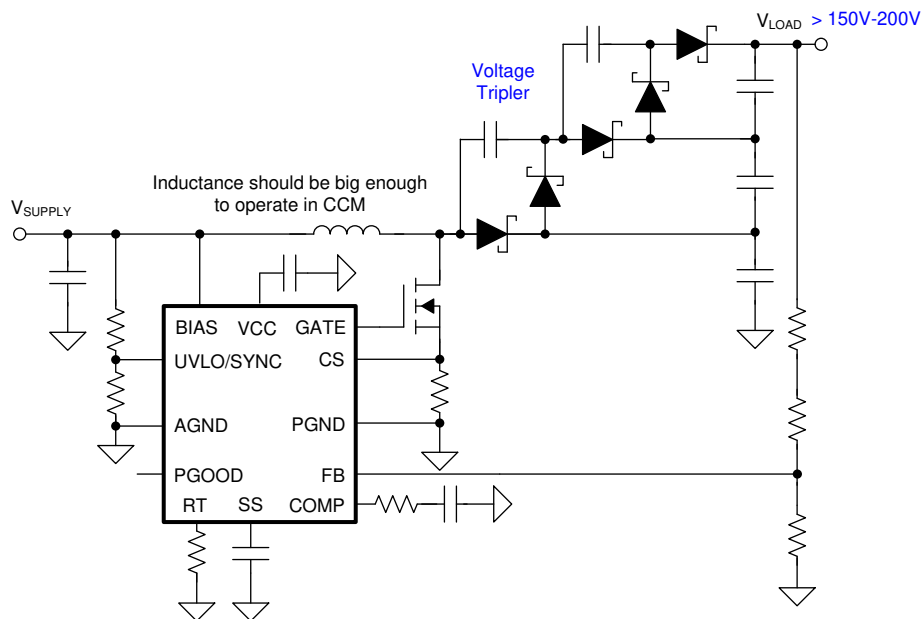 VLOAD > 150V-200V
Voltage
Tripler
Inductance should be big enough
to operate in CCM
VSUPPLY
BIAS
VCC
GATE
UVLO/SYNC
CS
AGND
PGND
PGOOD
FB
RT
SS
COMP